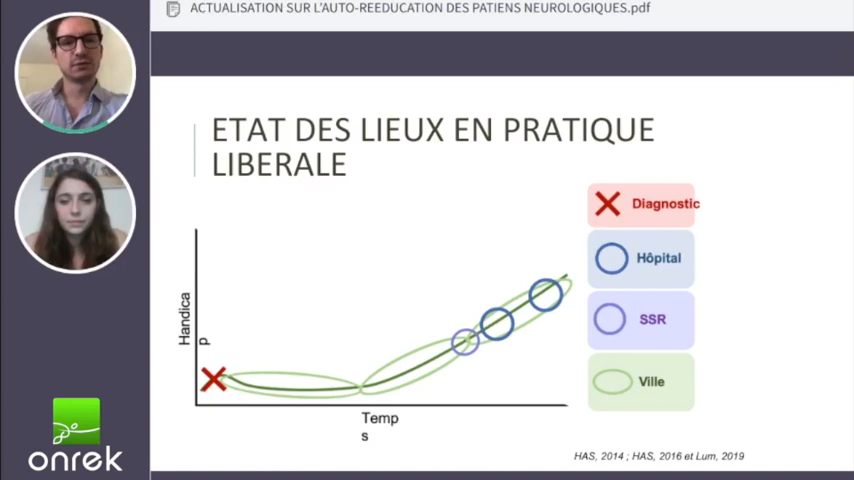 ACTUALISATION SUR L'AUTO-REEDUCATION DES PATIENS NEUROLOGIQUES.pdf
ETAT DES LIEUX EN PRATIQUE
LIBERALE
Diagnostic
Hôpital
SSR
Ville
Handica
p
Temp
s
HAS, 2014 ; HAS, 2016 et Lum, 2019
onrek